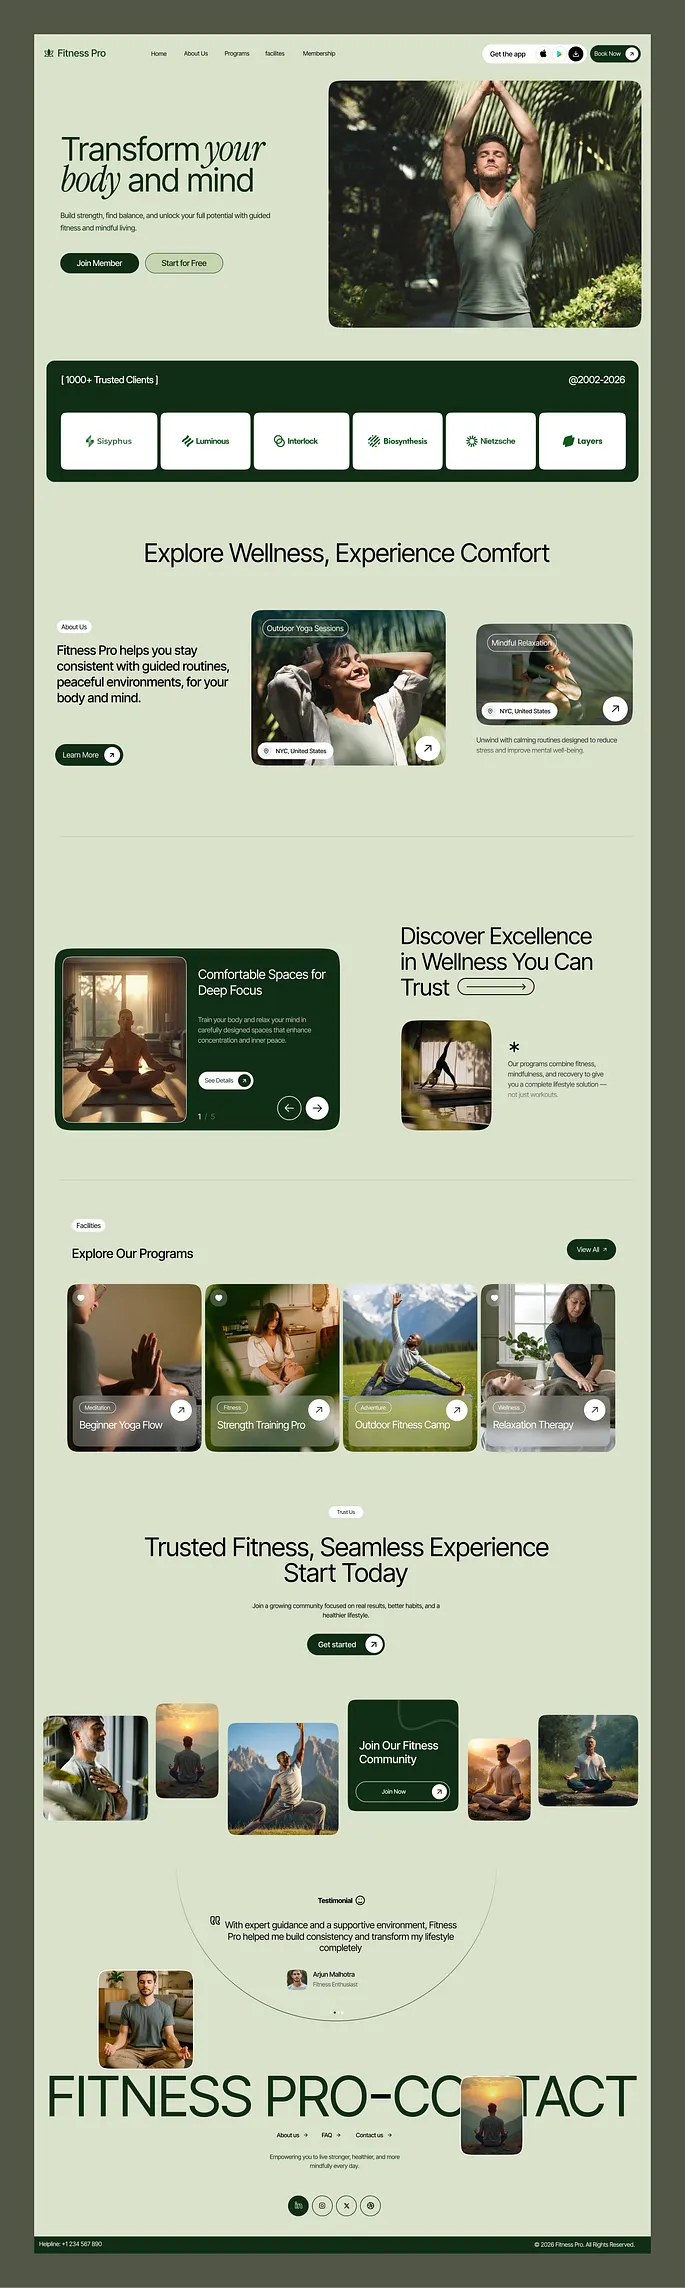 Fitness Pro
Home
About Us
Programs
facilites
Membership
Get the app
Book Now
Transform your
body and mind
Build strength, find balance, and unlock your full potential with guided
fitness and mindful living.
Join Member
Start for Free
[ 1000+ Trusted Clients ]
@2002-2026
Sisyphus
Luminous
Interlock
Biosynthesis
Nietzsche
Layers
Explore Wellness, Experience Comfort
About Us
Fitness Pro helps you stay
consistent with guided routines,
peaceful environments, for your
body and mind.
Learn More
Outdoor Yoga Sessions
NYC, United States
Mindful Relaxation
NYC, United States
Unwind with calming routines designed to reduce
stress and improve mental well-being.
Comfortable Spaces for
Deep Focus
Train your body and relax your mind in
carefully designed spaces that enhance
concentration and inner peace.
See Details
1 / 5
Discover Excellence
in Wellness You Can
Trust
Our programs combine fitness,
mindfulness, and recovery to give
you a complete lifestyle solution —
not just workouts.
Facilities
Explore Our Programs
View All
Meditation
Beginner Yoga Flow
Fitness
Strength Training Pro
Adventure
Outdoor Fitness Camp
Wellness
Relaxation Therapy
Trust Us
Trusted Fitness, Seamless Experience
Start Today
Join a growing community focused on real results, better habits, and a
healthier lifestyle.
Get started
Join Our Fitness
Community
Join Now
Testimonial
With expert guidance and a supportive environment, Fitness
Pro helped me build consistency and transform my lifestyle
completely
Arjun Malhotra
Fitness Enthusiast
FITNESS PRO-CO TACT
About us
FAQ
Contact us
Empowering you to live stronger, healthier, and more
mindfully every day.
in
Helpline: +1 234 567 890
© 2026 Fitness Pro. All Rights Reserved.